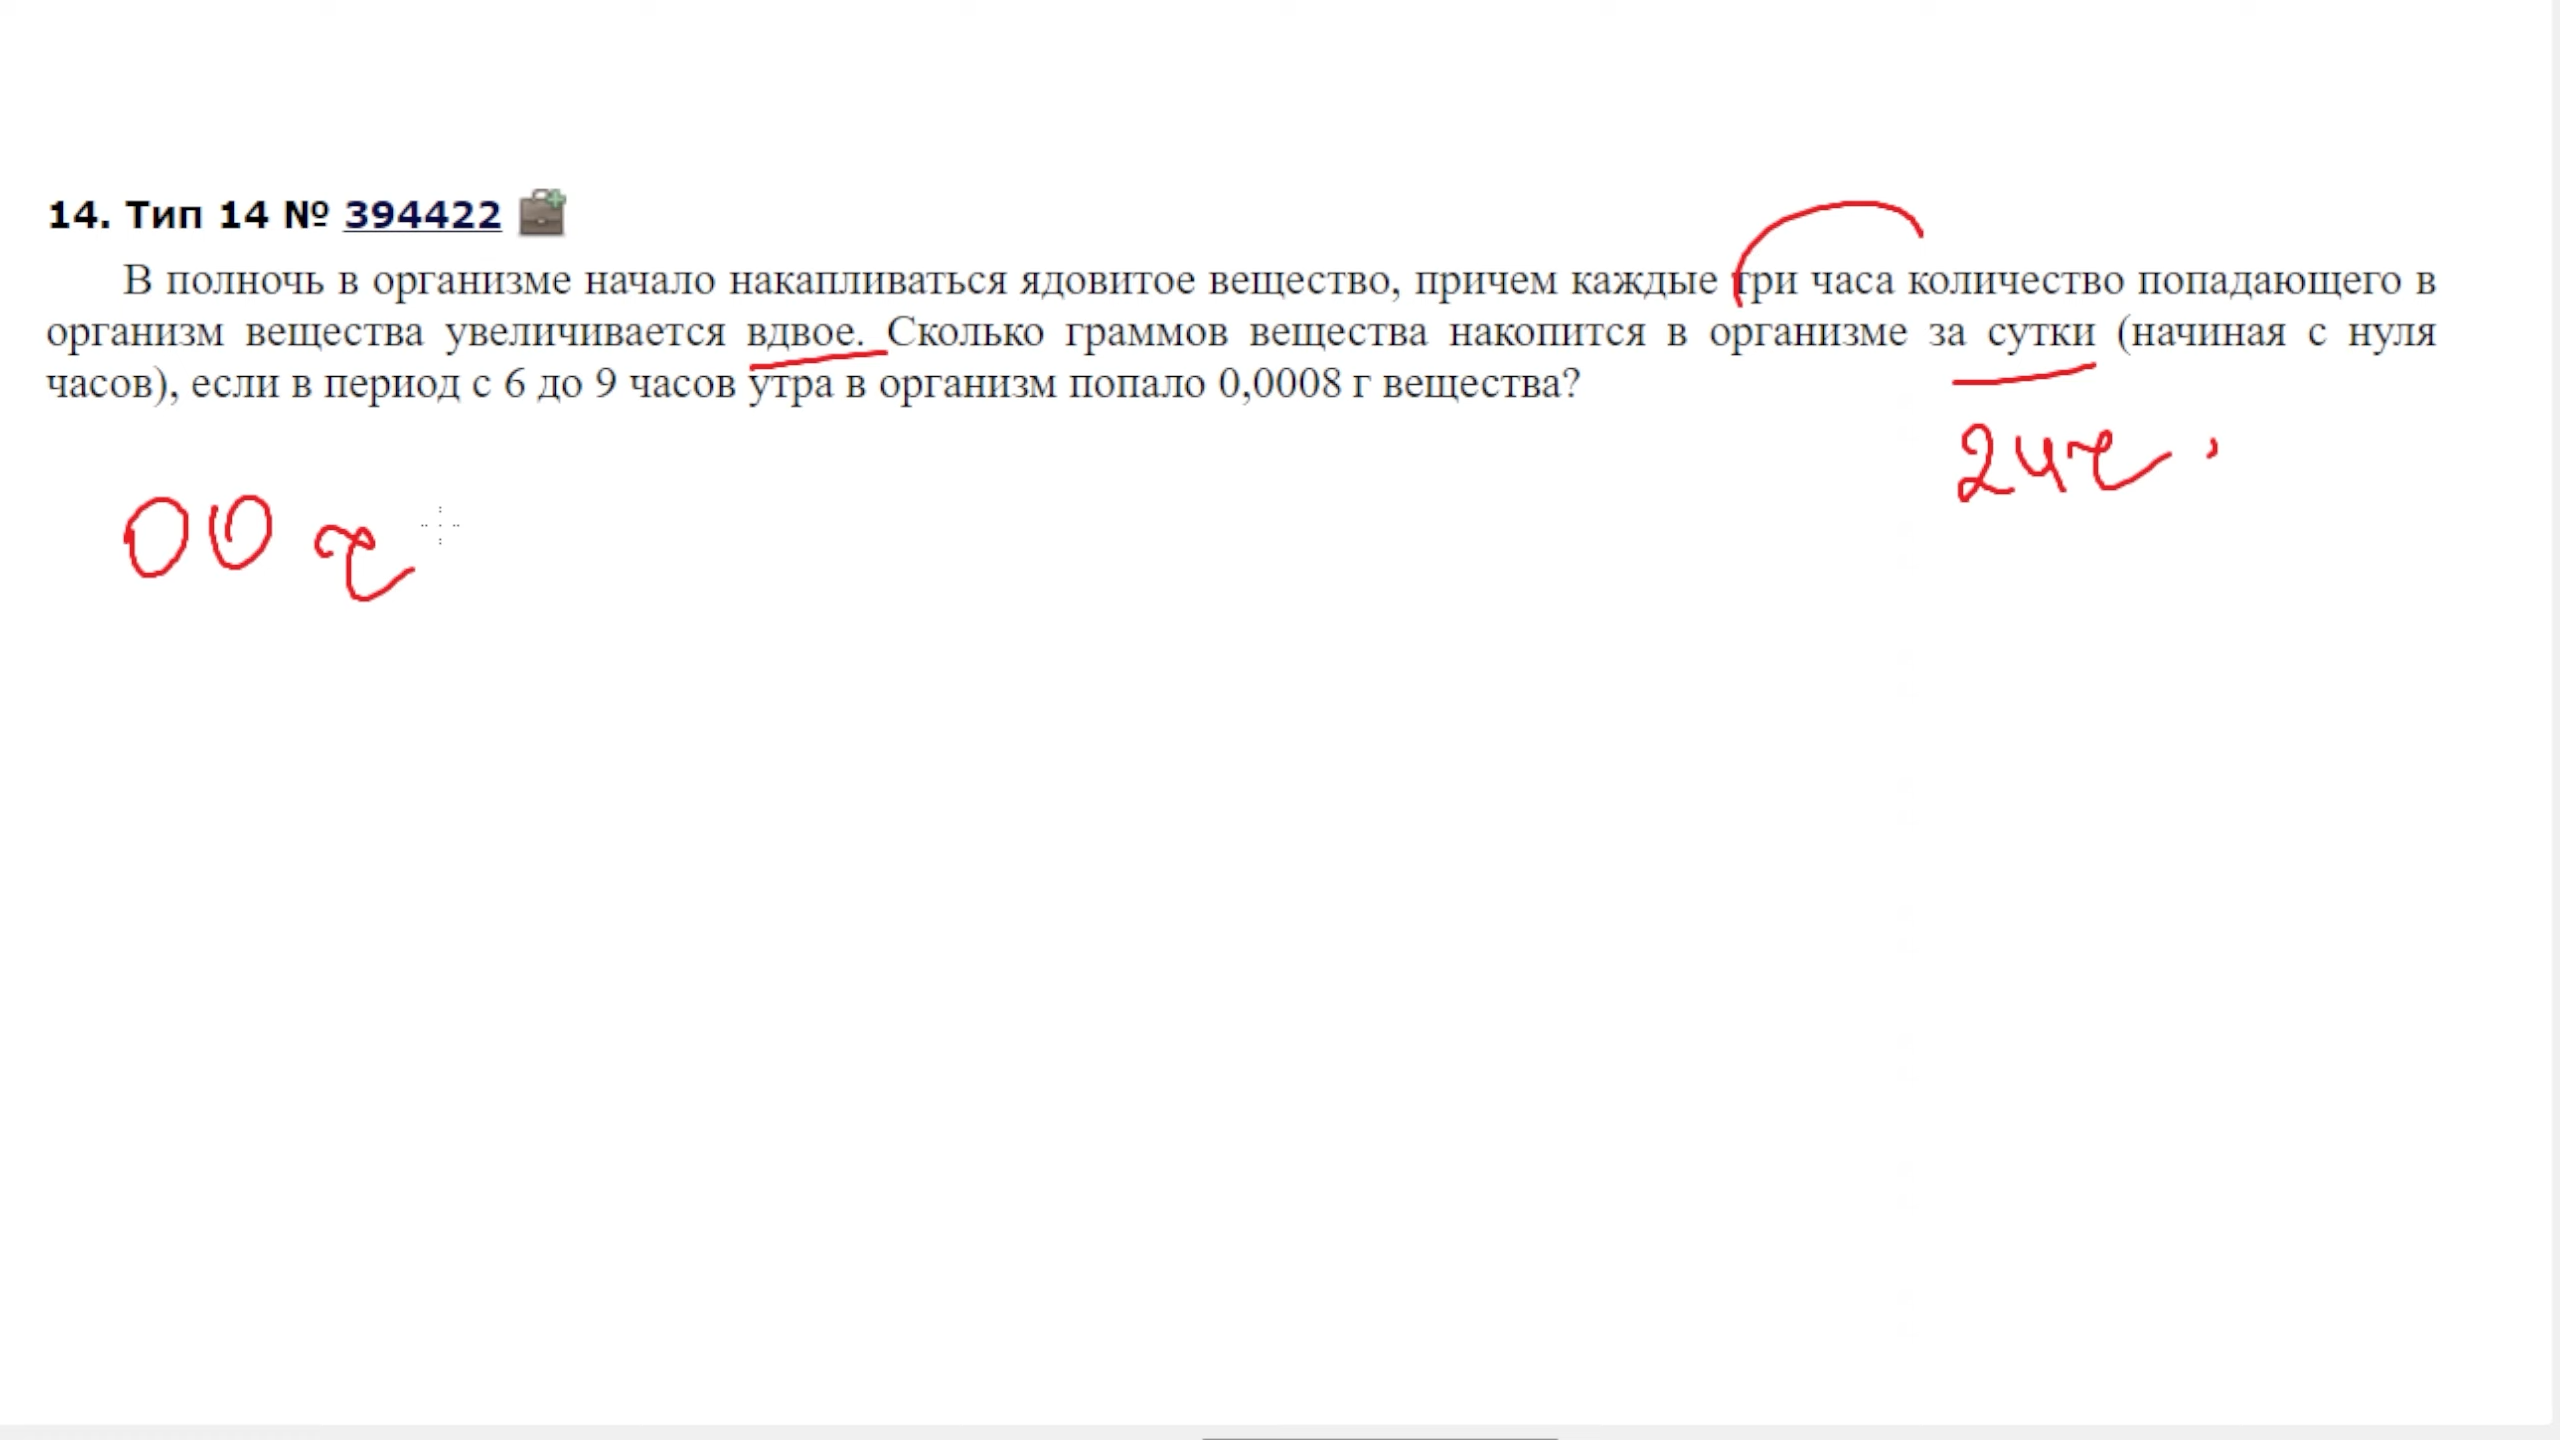 14. Тип 14 № 394422
В полночь в организме начало накапливаться ядовитое вещество, причем каждые три часа количество попадающего в
организм вещества увеличивается вдвое. Сколько граммов вещества накопится в организме за сутки (начиная с нуля
часов), если в период с 6 до 9 часов утра в организм попало 0,0008 г вещества?
24ч.
00 ч